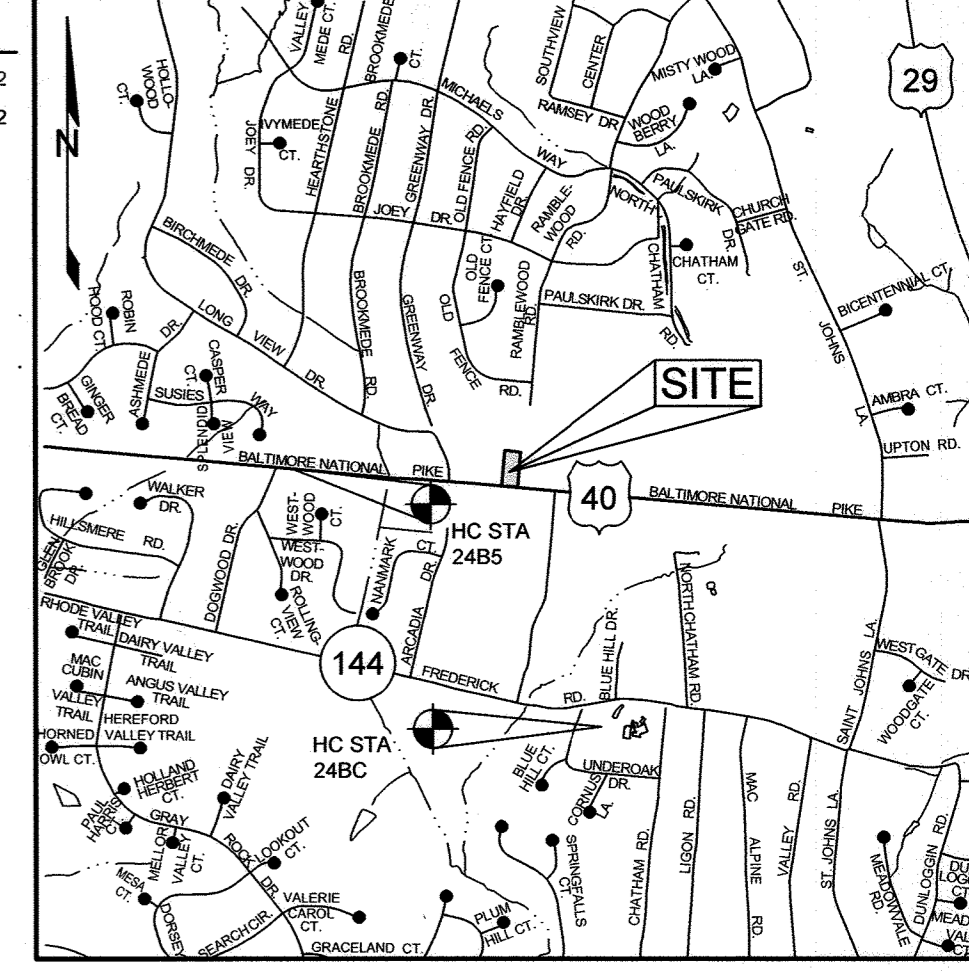 2
2
N
HOLLO-
WOOD
CT.
VALLEY
MEDE CT.
HEARTHSTONE
RD.
BROOKMEDE
CT.
BROOKMEDE
RD.
GREENWAY DR.
MICHAELS
WAY
SOUTHVIEW
CENTER
RAMSEY DR
MISTY WOOD
LA.
WOOD
BERRY
LA.
29
JOEY DR.
IVYMEDE
CT.
OLD FENCE RD.
HAYFIELD
DR.
RAMBLE-
WOOD
RD.
NORTH
CHATHAM
RD.
PAULSKIRK
DR.
CHURCH
GATE RD.
JOEY DR.
CHATHAM
CT.
ST.
JOHNS
LA.
BIRCHMEDE
DR.
OLD
FENCE CT.
RAMBLEWOOD
RD.
PAULSKIRK DR.
BICENTENNIAL CT.
ROBIN
HOOD CT.
LONG
VIEW
DR.
BROOKMEDE
RD.
GREENWAY
DR
OLD
FENCE
RD.
DR.
ASHMEDE
CASPER
CT.
GINGER
BREAD
CT.
SUSIES
WAY
SPLENDID
VIEW
SITE
AMBRA CT.
UPTON RD.
BALTIMORE NATIONAL PIKE
40
BALTIMORE NATIONAL PIKE
WALKER
DR.
HILLSMERE RD.
BROOK
DR.
DOGWOOD DR.
WEST-
WOOD
CT.
WEST-
WOOD
DR.
ROLLING-
VIEW
CT.
NANMARK
CT.
ARCADIA
DR.
HC STA
24B5
RHODE VALLEY
TRAIL
DAIRY VALLEY
TRAIL
144
FREDERICK
RD.
BLUE HILL DR.
NORTH CHATHAM RD.
SAINT JOHNS LA.
WESTGATE DR
WOODGATE
CT.
MAC
CUBIN
VALLEY
TRAIL
ANGUS VALLEY
TRAIL
HEREFORD
VALLEY TRAIL
HORNED
OWL CT.
HC STA
24BC
BLUE
HILL CT.
UNDEROAK
DR.
CORNUS
LA.
HOLLAND
HERBERT
CT.
DAIRY
VALLEY TRAIL
PAUL
HARRIS
CT.
GRAY
ROCK
DR.
MELLOR
VALLEY
CT.
LOOKOUT
CT.
MESA
CT.
DORSEY
SEARCH CIR.
VALERIE
CAROL
CT.
GRACELAND CT.
PLUM
HILL CT.
SPRINGFALLS
CT.
CHATHAM RD.
LIGON RD.
MAC
ALPINE
RD.
VALLEY
RD.
ST. JOHNS LA.
MEADOWVALE
RD.
DUNLOGGIN RD.
DU
LOG
CT
MEAD
VAL
CT